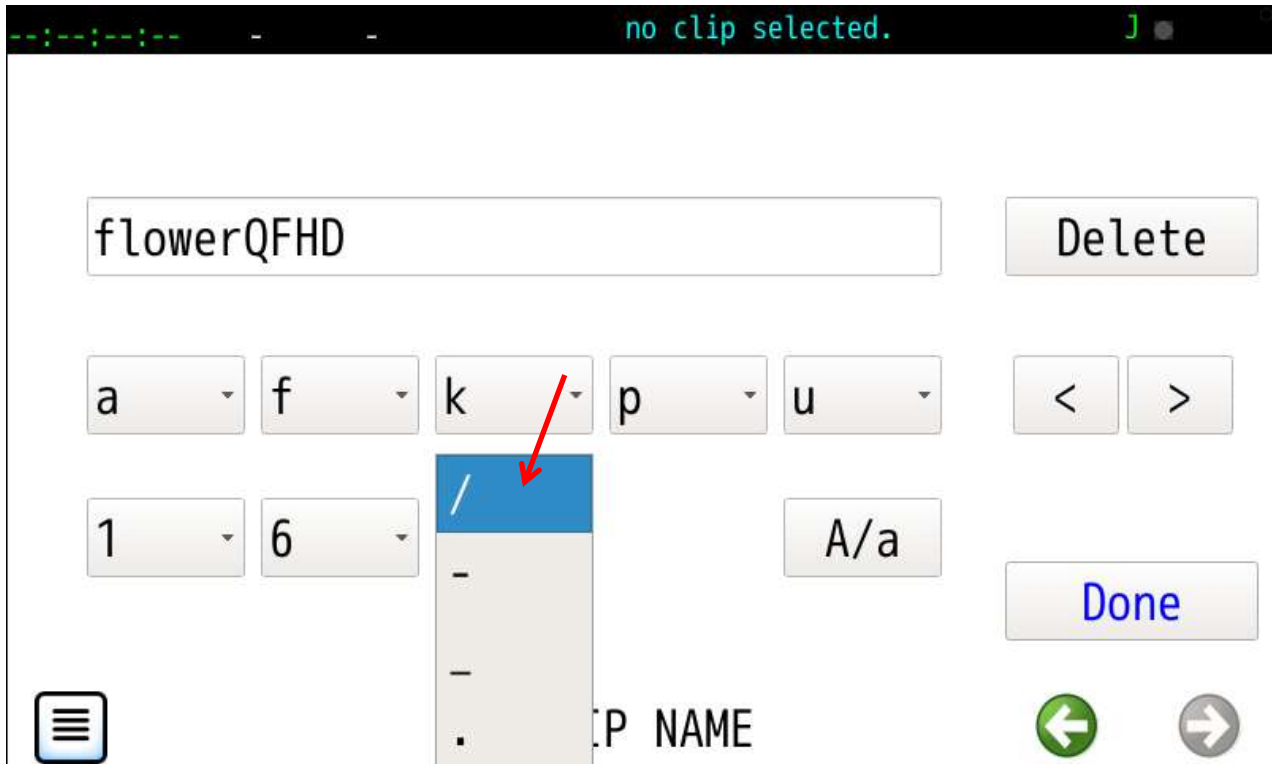 --:--:--:-- - - no clip selected. J
flowerQFHD Delete
a f k p u < >
/
1 6 A/a
-
Done
_
. IP NAME